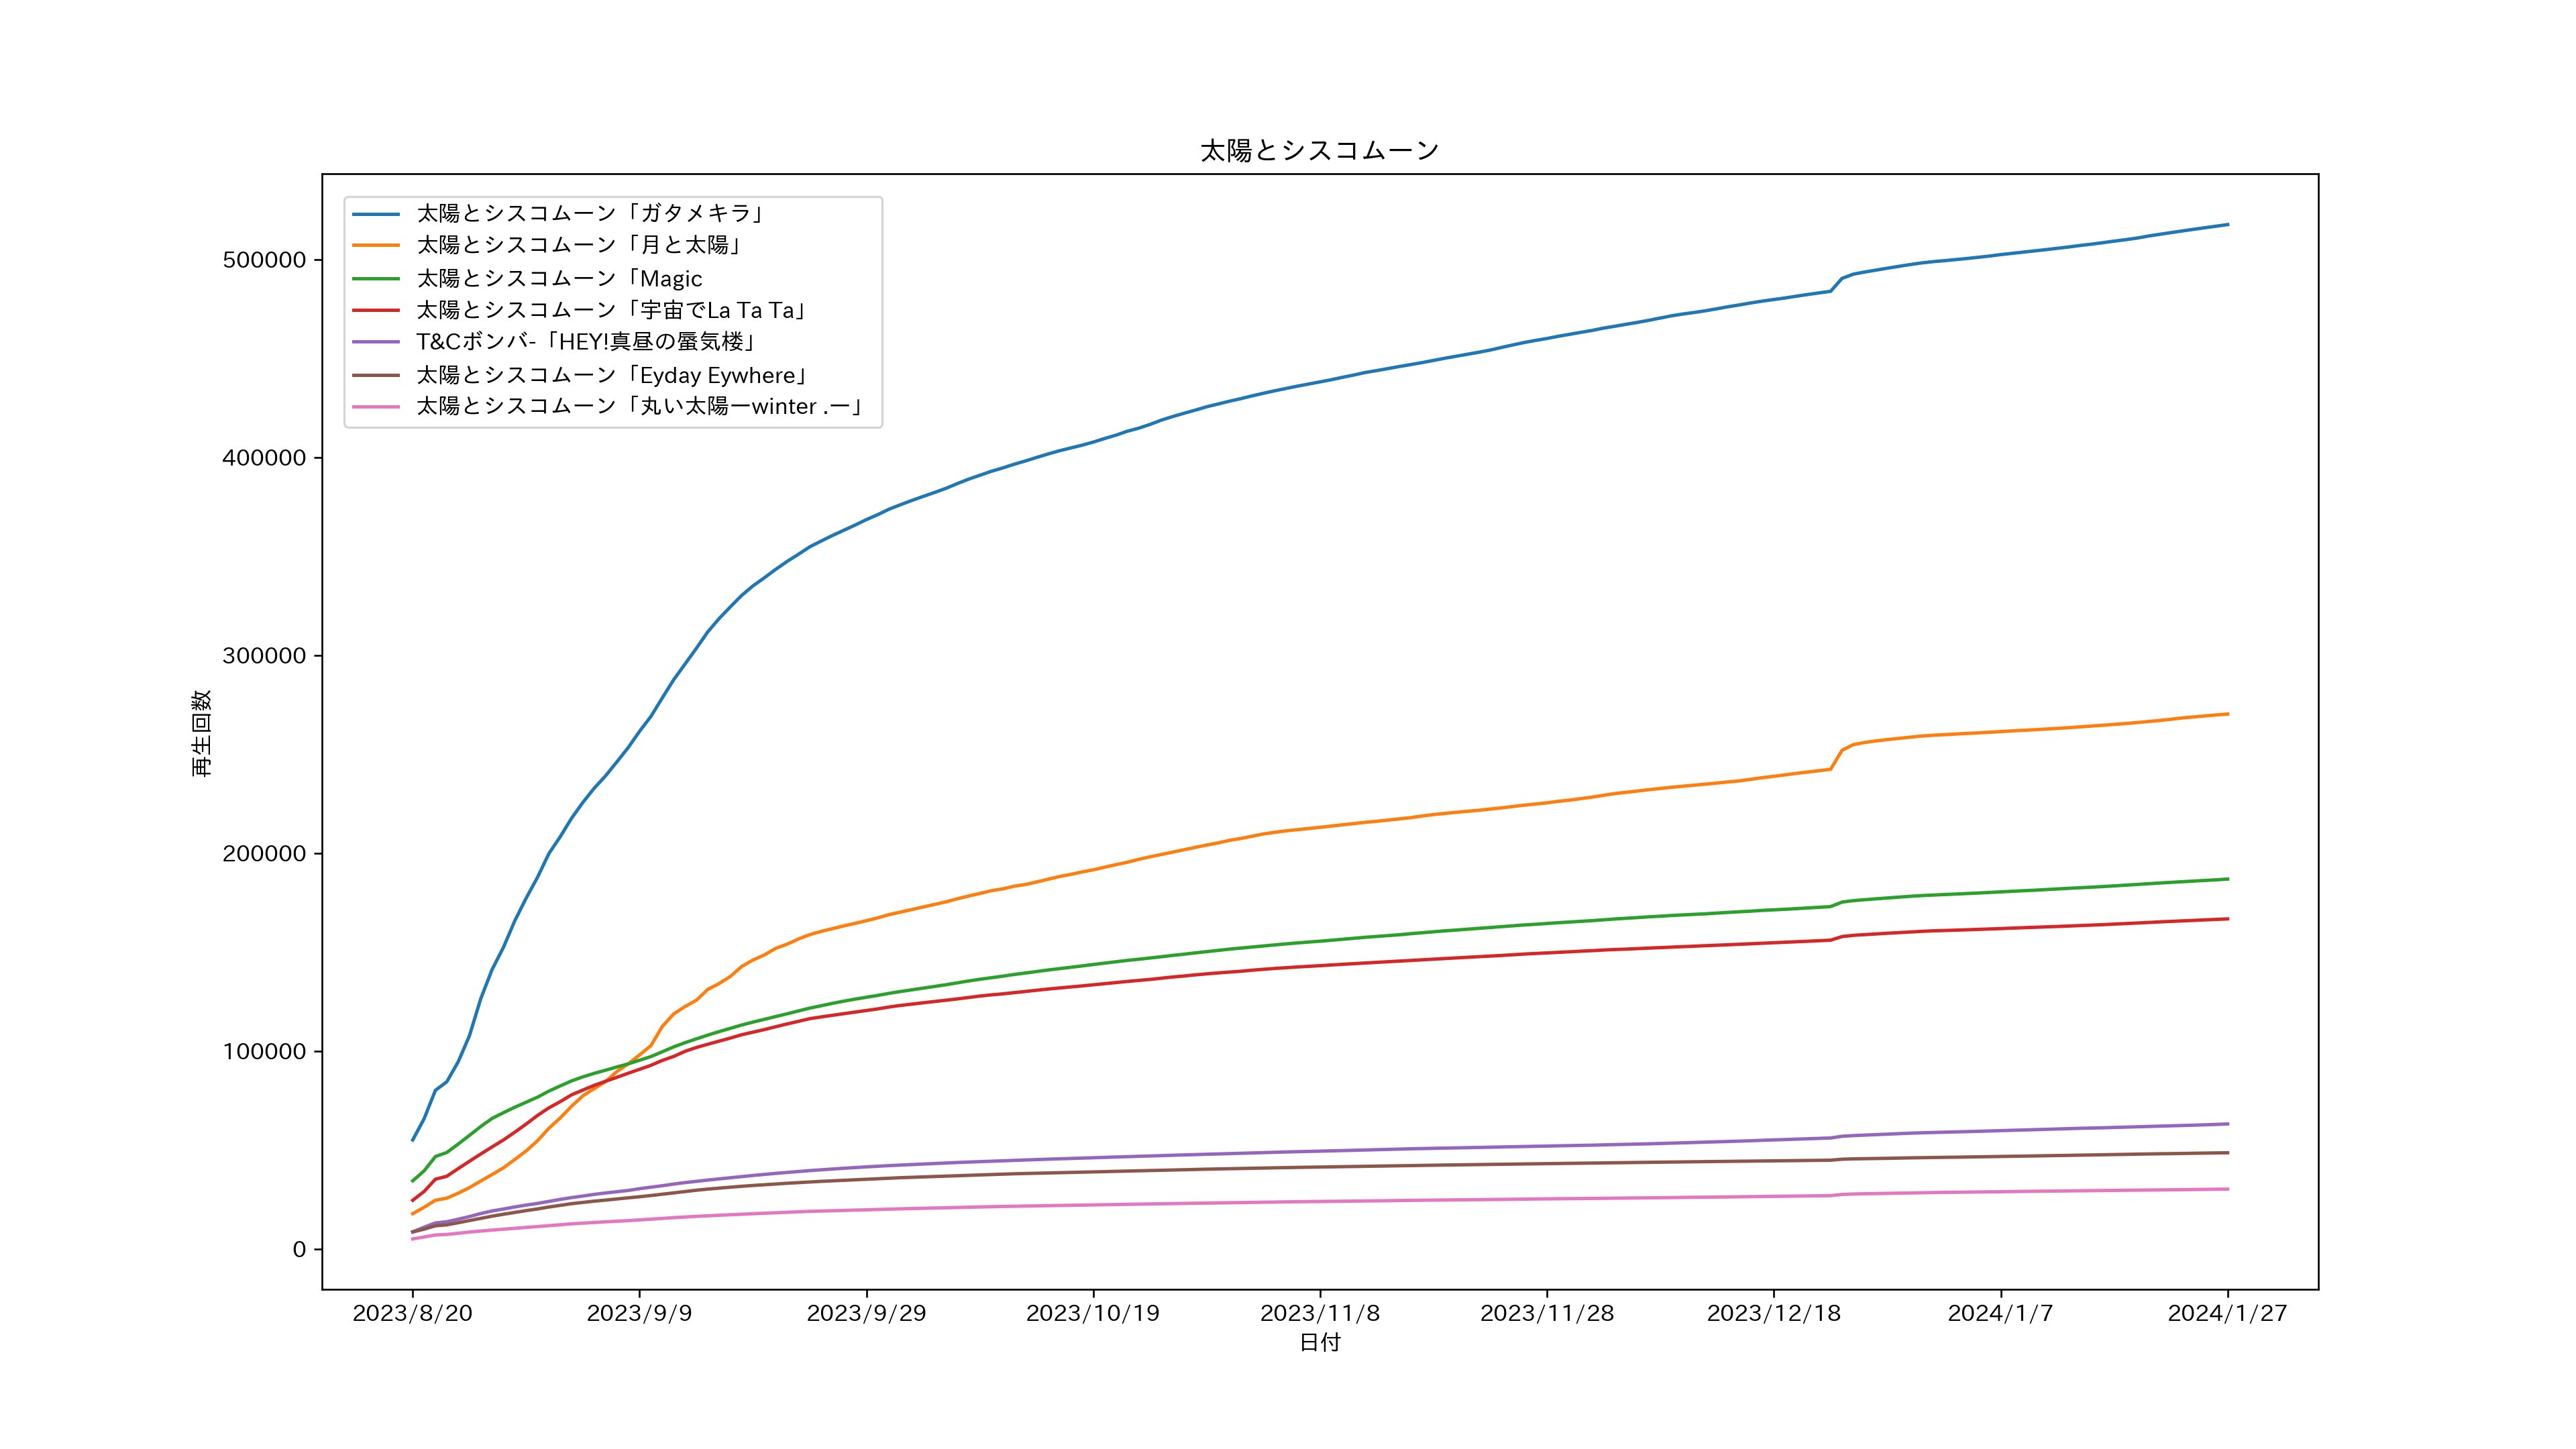 太陽とシスコムーン
太陽とシスコムーン「ガタメキラ」
太陽とシスコムーン「月と太陽」
太陽とシスコムーン「Magic
太陽とシスコムーン「宇宙でLa Ta Ta」
T&Cボンバ-「HEY!真昼の蜃気楼」
太陽とシスコムーン「Eyday Eywhere」
太陽とシスコムーン「丸い太陽ーwinter .ー」
500000
400000
300000
200000
100000
0
再生回数
2023/8/20
2023/9/9
2023/9/29
2023/10/19
2023/11/8
2023/11/28
2023/12/18
2024/1/7
2024/1/27
日付